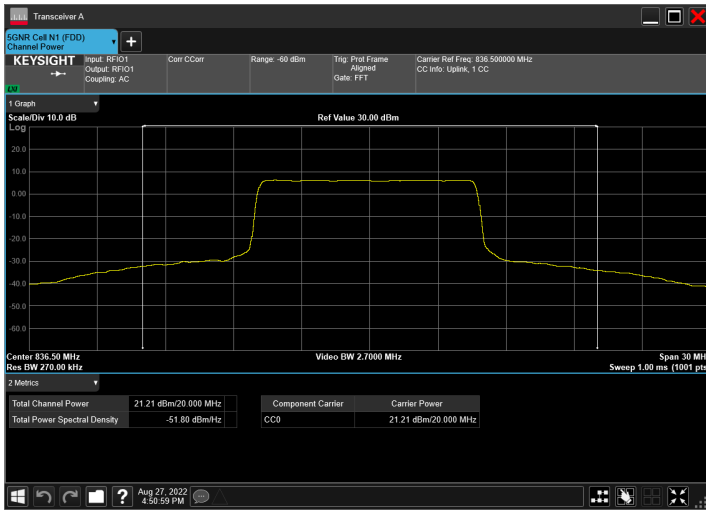 Transceiver A
5GNR Cell N1 (FDD)
Channel Power
KEYSIGHT
Input: RFIO1
Output: RFIO1
Coupling: AC
Corr CCorr
Range: -60 dBm
Trig: Prot Frame
Aligned
Gate: FFT
Carrier Ref Freq: 836.500000 MHz
CC Info: Uplink, 1 CC
LXI
1 Graph
Scale/Div 10.0 dB
Ref Value 30.00 dBm
Log
20.0
10.0
0.00
-10.0
-20.0
-30.0
-40.0
-50.0
-60.0
Center 836.50 MHz
Video BW 2.7000 MHz
Span 30 MH
Res BW 270.00 kHz
Sweep 1.00 ms (1001 pts
2 Metrics
Total Channel Power 21.21 dBm/20.000 MHz
Total Power Spectral Density -51.80 dBm/Hz
Component Carrier Carrier Power
CC0 21.21 dBm/20.000 MHz
Aug 27, 2022
4:50:59 PM